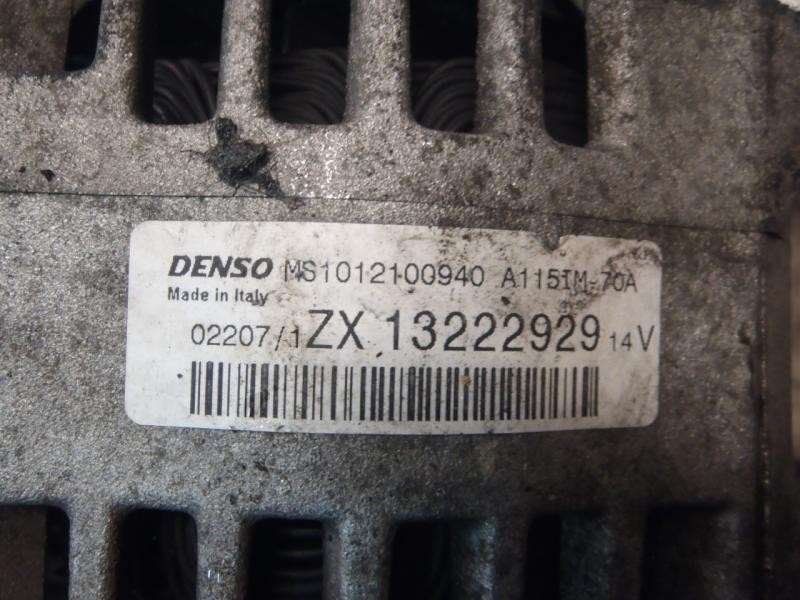 DENSO MS1012100940 A115IM-70A
Made in Italy
02207/1 ZX 13222929 14V